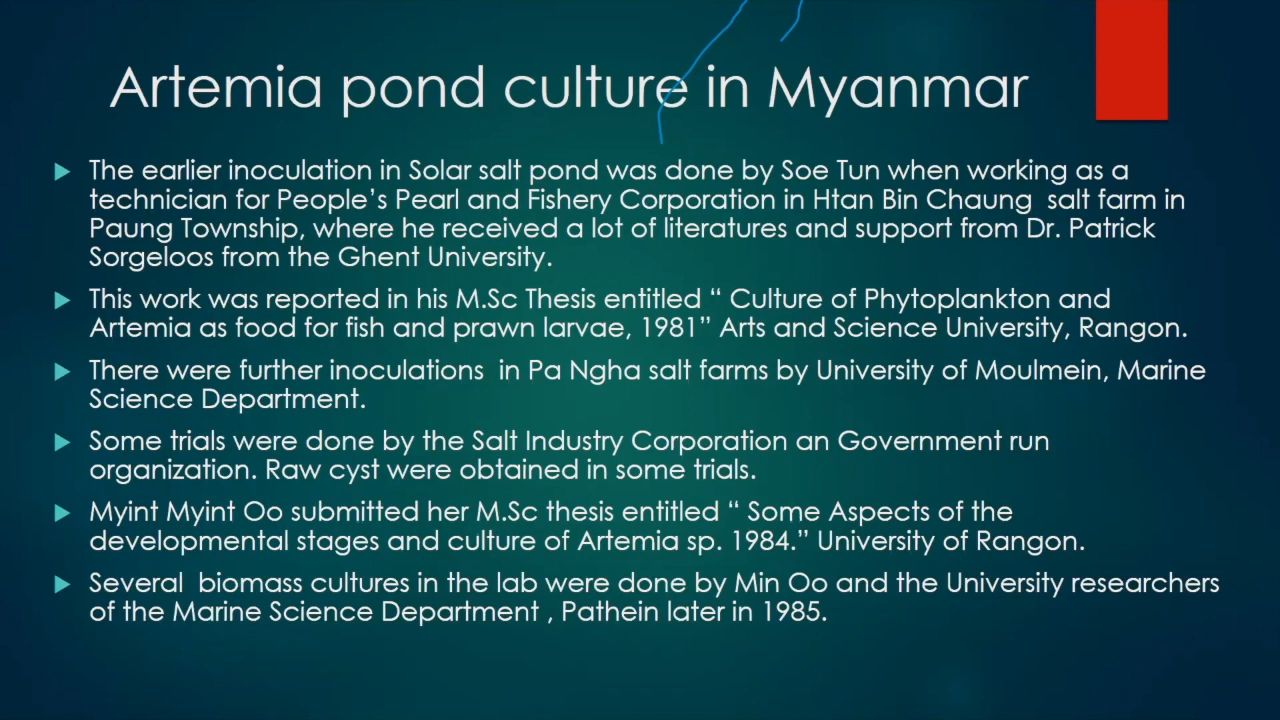 Artemia pond culture in Myanmar
The earlier inoculation in Solar salt pond was done by Soe Tun when working as a
technician for People’s Pearl and Fishery Corporation in Htan Bin Chaung  salt farm in
Paung Township, where he received a lot of literatures and support from Dr. Patrick
Sorgeloos from the Ghent University.
This work was reported in his M.Sc Thesis entitled “ Culture of Phytoplankton and
Artemia as food for fish and prawn larvae, 1981” Arts and Science University, Rangon.
There were further inoculations  in Pa Ngha salt farms by University of Moulmein, Marine
Science Department.
Some trials were done by the Salt Industry Corporation an Government run
organization. Raw cyst were obtained in some trials.
Myint Myint Oo submitted her M.Sc thesis entitled “ Some Aspects of the
developmental stages and culture of Artemia sp. 1984.” University of Rangon.
Several  biomass cultures in the lab were done by Min Oo and the University researchers
of the Marine Science Department , Pathein later in 1985.